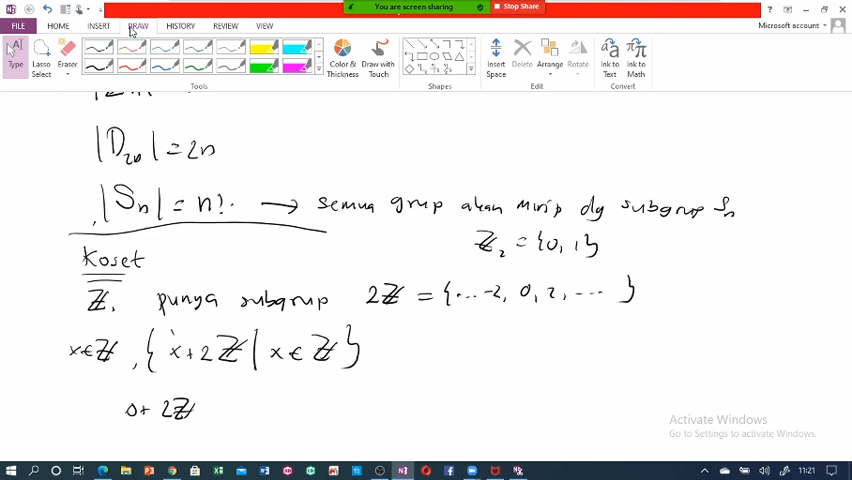 You are screen sharing Stop Share
FILE HOME INSERT DRAW HISTORY REVIEW VIEW Microsoft account
Type Lasso Select Eraser Color & Thickness Draw with Touch Insert Space Delete Arrange Rotate Ink to Text Ink to Math
Tools Shapes Edit Convert
|D₂ₙ| = 2n
|Sₙ| = n! → semua grup akan mirip dg subgrup Sₙ
ℤ₂ = {0, 1}
Koset
ℤ, punya subgrup 2ℤ = {... -2, 0, 2, ... }
x∈ℤ, { x+2ℤ | x∈ℤ }
0+ 2ℤ
Activate Windows
Go to Settings to activate Windows.
11:21